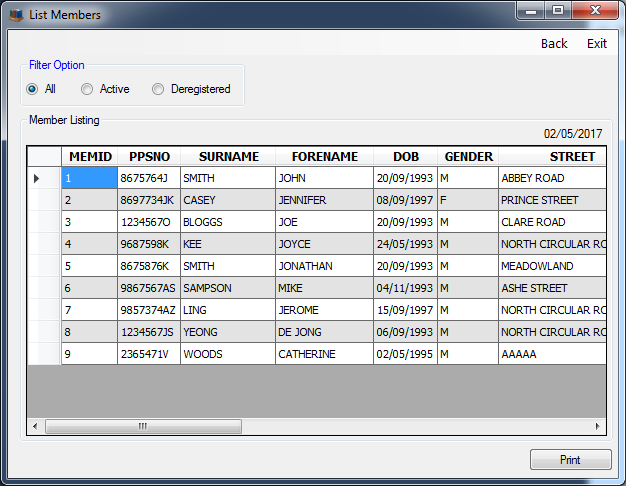 List Members
Back Exit
Filter Option
All Active Deregistered
Member Listing
02/05/2017
MEMID PPSNO SURNAME FORENAME DOB GENDER STREET
1 8675764J SMITH JOHN 20/09/1993 M ABBEY ROAD
2 8697734JK CASEY JENNIFER 08/09/1997 F PRINCE STREET
3 1234567O BLOGGS JOE 20/09/1993 M CLARE ROAD
4 9687598K KEE JOYCE 24/05/1993 M NORTH CIRCULAR RO
5 8675876K SMITH JONATHAN 20/09/1993 M MEADOWLAND
6 9867567AS SAMPSON MIKE 04/11/1993 M ASHE STREET
7 9857374AZ LING JEROME 15/09/1997 M NORTH CIRCULAR RO
8 1234567JS YEONG DE JONG 06/09/1993 M NORTH CIRCULAR RO
9 2365471V WOODS CATHERINE 02/05/1995 M AAAAA
Print